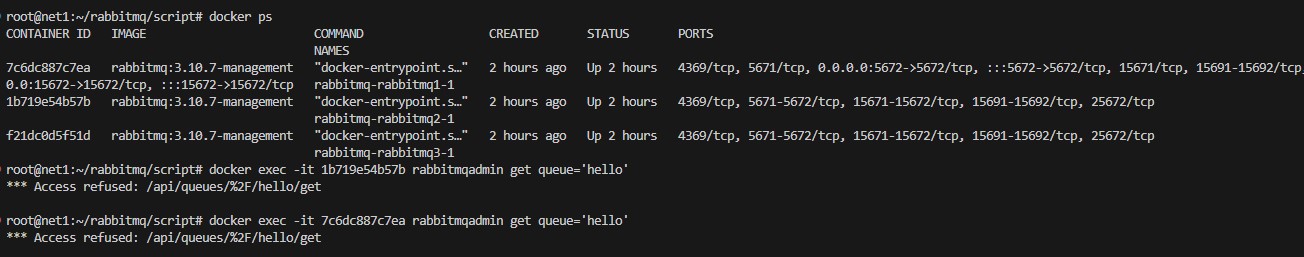 root@net1:~/rabbitmq/script# docker ps
CONTAINER ID   IMAGE                        COMMAND                  CREATED       STATUS       PORTS
NAMES
7c6dc887c7ea   rabbitmq:3.10.7-management   "docker-entrypoint.s…"   2 hours ago   Up 2 hours   4369/tcp, 5671/tcp, 0.0.0.0:5672->5672/tcp, :::5672->5672/tcp, 15671/tcp, 15691-15692/tcp,
0.0:15672->15672/tcp, :::15672->15672/tcp   rabbitmq-rabbitmq1-1
1b719e54b57b   rabbitmq:3.10.7-management   "docker-entrypoint.s…"   2 hours ago   Up 2 hours   4369/tcp, 5671-5672/tcp, 15671-15672/tcp, 15691-15692/tcp, 25672/tcp
rabbitmq-rabbitmq2-1
f21dc0d5f51d   rabbitmq:3.10.7-management   "docker-entrypoint.s…"   2 hours ago   Up 2 hours   4369/tcp, 5671-5672/tcp, 15671-15672/tcp, 15691-15692/tcp, 25672/tcp
rabbitmq-rabbitmq3-1
root@net1:~/rabbitmq/script# docker exec -it 1b719e54b57b rabbitmqadmin get queue='hello'
*** Access refused: /api/queues/%2F/hello/get
root@net1:~/rabbitmq/script# docker exec -it 7c6dc887c7ea rabbitmqadmin get queue='hello'
*** Access refused: /api/queues/%2F/hello/get